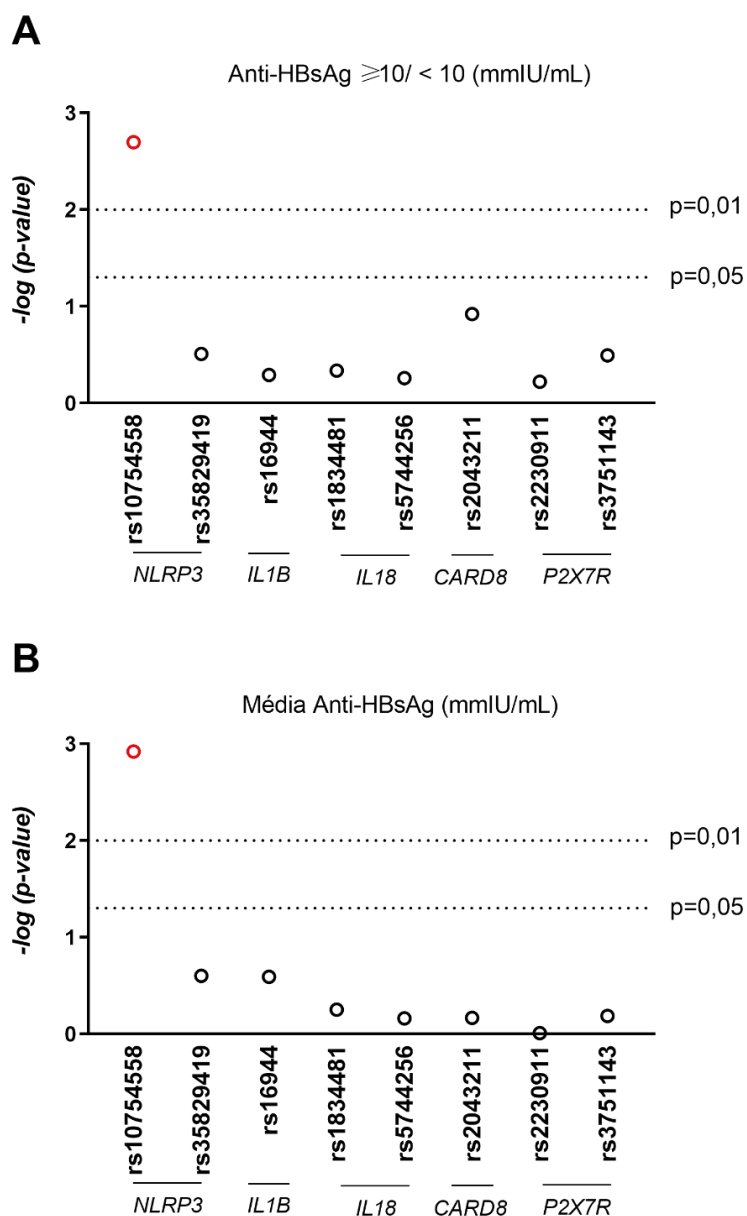 A
Anti-HBsAg ⩾10/ < 10 (mmIU/mL)
-log (p-value)
3
2
1
0
p=0,01
p=0,05
rs10754558
rs35829419
rs16944
rs1834481
rs5744256
rs2043211
rs2230911
rs3751143
NLRP3 IL1B IL18 CARD8 P2X7R
B
Média Anti-HBsAg (mmIU/mL)
-log (p-value)
3
2
1
0
p=0,01
p=0,05
rs10754558
rs35829419
rs16944
rs1834481
rs5744256
rs2043211
rs2230911
rs3751143
NLRP3 IL1B IL18 CARD8 P2X7R